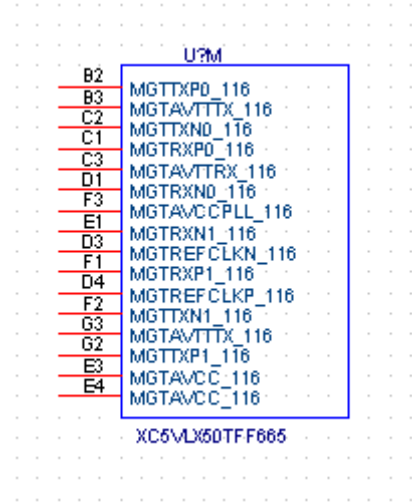 U?M
B2 MGTTXP0_116
B3 MGTAVTTTX_116
C2 MGTTXN0_116
C1 MGTRXP0_116
C3 MGTAVTTRX_116
D1 MGTRXN0_116
F3 MGTAVCCPLL_116
E1 MGTRXN1_116
D3 MGTREFCLKN_116
F1 MGTRXP1_116
D4 MGTREFCLKP_116
F2 MGTTXN1_116
G3 MGTAVTTTX_116
G2 MGTTXP1_116
E3 MGTAVCC_116
E4 MGTAVCC_116
XC5VLX50TFF665